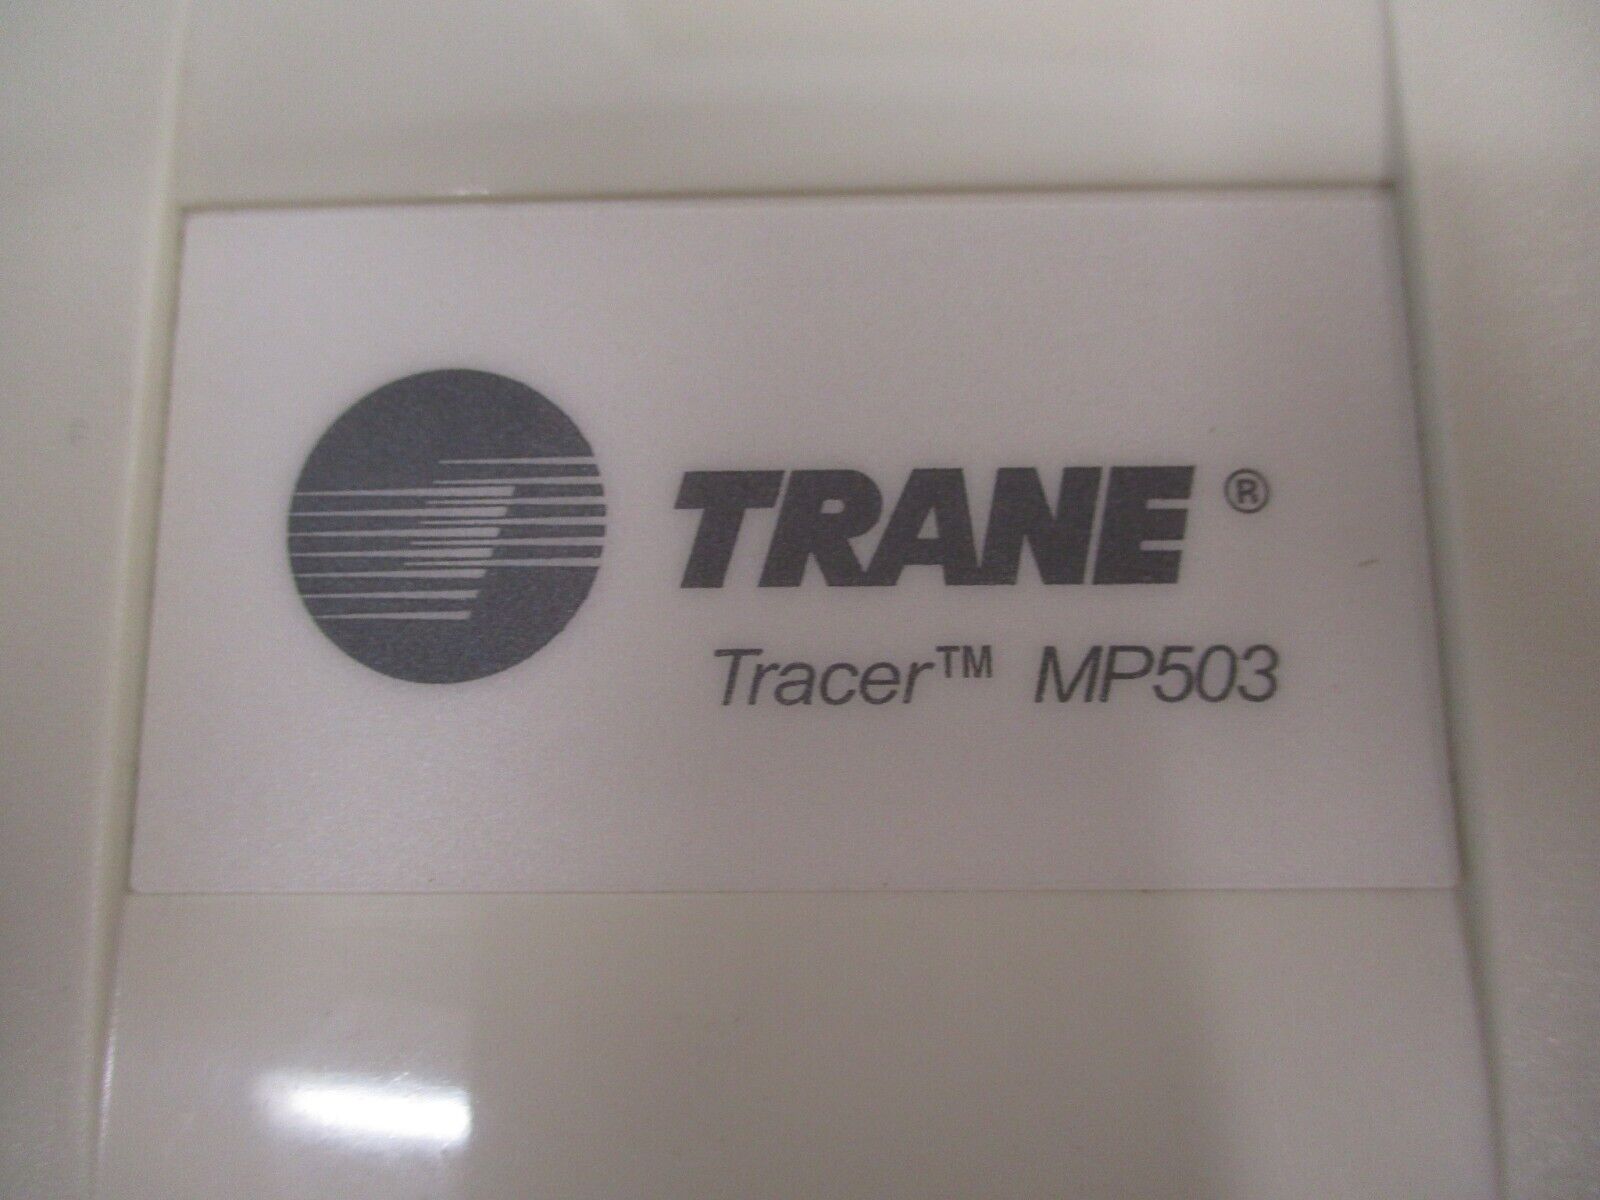 TRANE ®
Tracer™ MP503